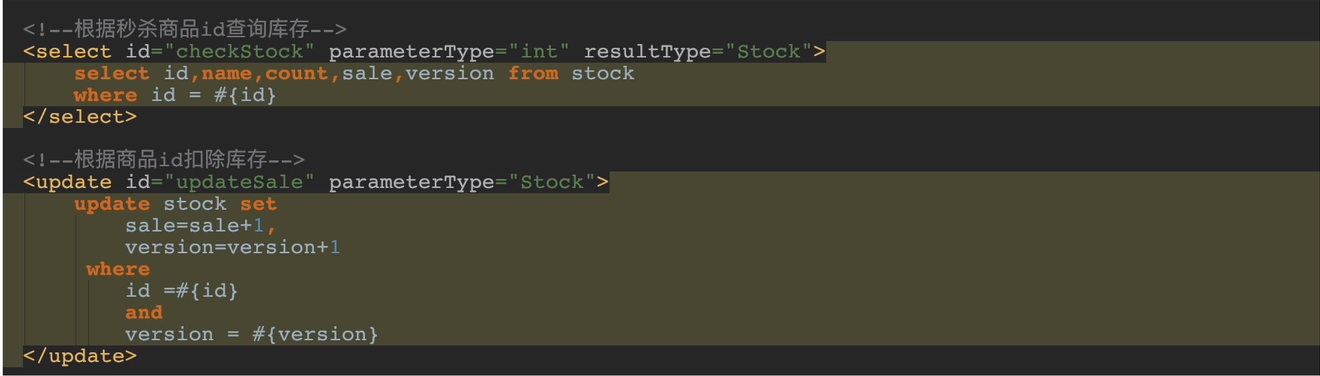 <!--根据秒杀商品id查询库存-->
<select id="checkStock" parameterType="int" resultType="Stock">
    select id,name,count,sale,version from stock
    where id = #{id}
</select>
<!--根据商品id扣除库存-->
<update id="updateSale" parameterType="Stock">
    update stock set
        sale=sale+1,
        version=version+1
     where
        id =#{id}
        and
        version = #{version}
</update>